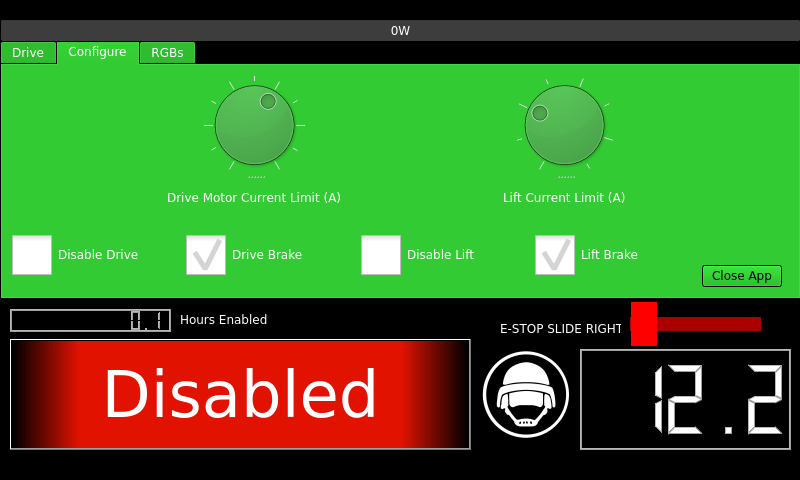 0W
Drive Configure RGBs
Drive Motor Current Limit (A) Lift Current Limit (A)
Disable Drive Drive Brake Disable Lift Lift Brake
Close App
0.1 Hours Enabled
E-STOP SLIDE RIGHT
Disabled
12.2